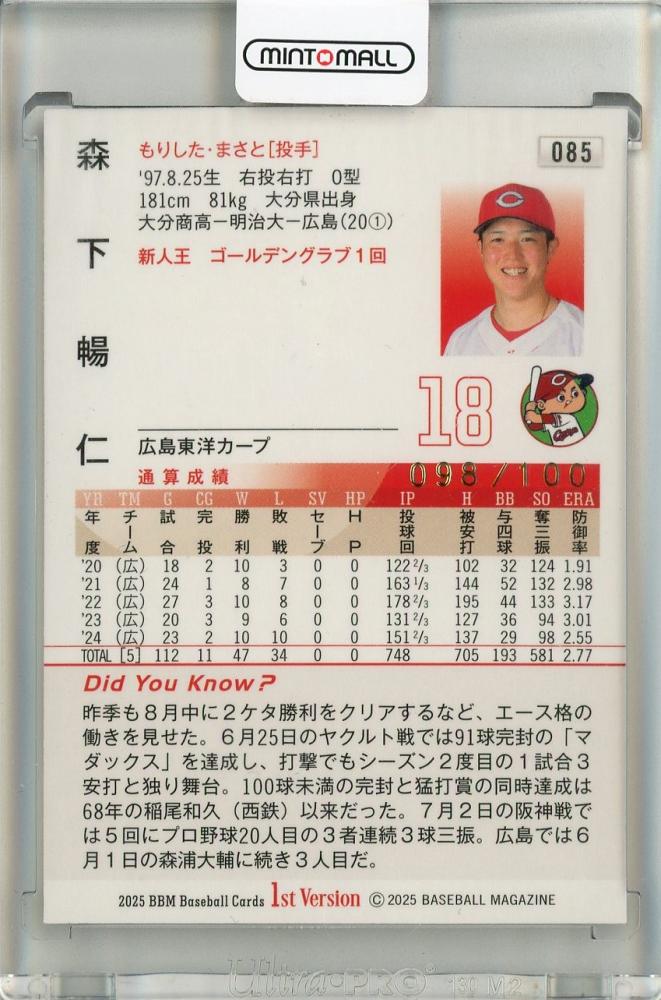 MINT MALL
森下暢仁
085
もりした・まさと[投手]
'97.8.25生 右投右打 O型
181cm 81kg 大分県出身
大分商高−明治大−広島(20①)
新人王 ゴールデングラブ1回
C
18
Carp
広島東洋カープ
通算成績
098/100
YR TM G CG W L SV HP IP H BB SO ERA
年度 チーム 試合 完投 勝利 敗戦 セーブ HP 投球回 被安打 与四球 奪三振 防御率
'20 (広) 18 2 10 3 0 0 122 2/3 102 32 124 1.91
'21 (広) 24 1 8 7 0 0 163 1/3 144 52 132 2.98
'22 (広) 27 3 10 8 0 0 178 2/3 195 44 133 3.17
'23 (広) 20 3 9 6 0 0 131 2/3 127 36 94 3.01
'24 (広) 23 2 10 10 0 0 151 2/3 137 29 98 2.55
TOTAL [5] 112 11 47 34 0 0 748 705 193 581 2.77
Did You Know?
昨季も8月中に2ケタ勝利をクリアするなど、エース格の
働きを見せた。6月25日のヤクルト戦では91球完封の「マ
ダックス」を達成し、打撃でもシーズン2度目の1試合3
安打と独り舞台。100球未満の完封と猛打賞の同時達成は
68年の稲尾和久（西鉄）以来だった。7月2日の阪神戦で
は5回にプロ野球20人目の3者連続3球三振。広島では6
月1日の森浦大輔に続き3人目だ。
2025 BBM Baseball Cards 1st Version © 2025 BASEBALL MAGAZINE
Ultra·PRO® 130 M2